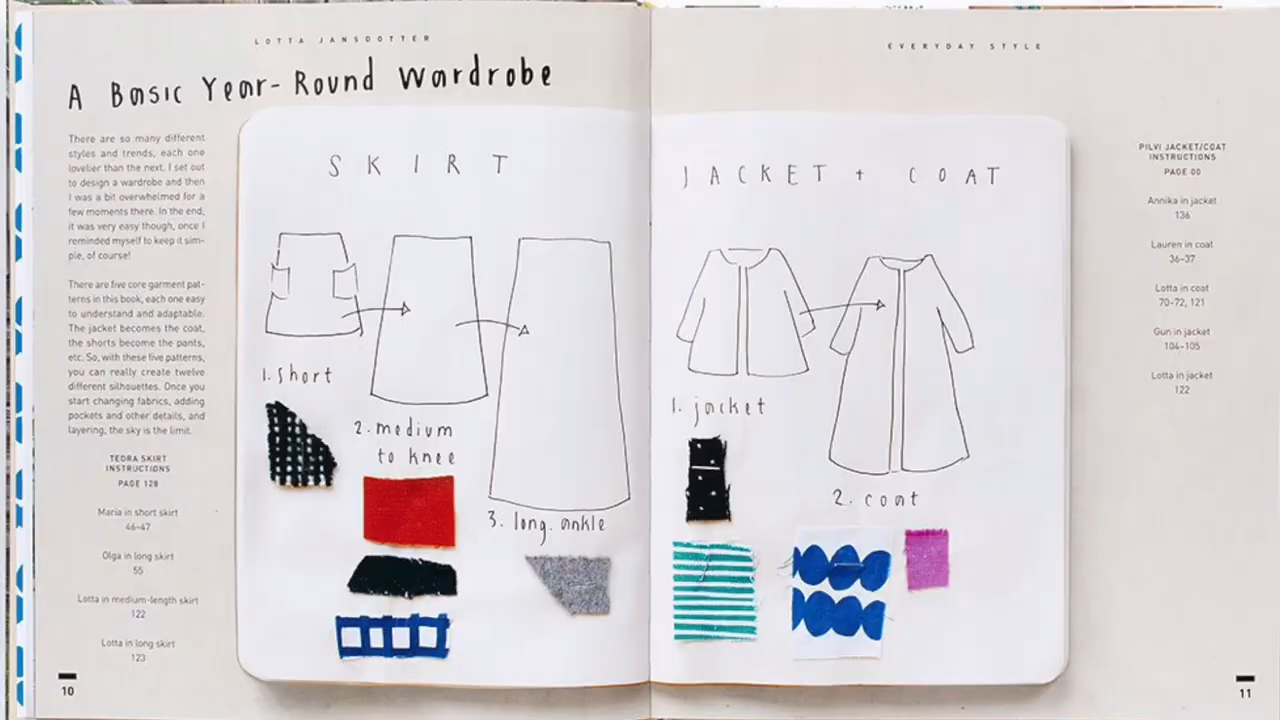 LOTTA JANSDOTTER
A Basic Year-Round Wardrobe
There are so many different
styles and trends, each one
lovelier than the next. I set out
to design a wardrobe and then
I was a bit overwhelmed for a
few moments there. In the end,
it was very easy though, once I
reminded myself to keep it sim-
ple, of course!
There are five core garment pat-
terns in this book, each one easy
to understand and adaptable.
The jacket becomes the coat,
the shorts become the pants,
etc. So, with these five patterns,
you can really create twelve
different silhouettes. Once you
start changing fabrics, adding
pockets and other details, and
layering, the sky is the limit.
TEDRA SKIRT
INSTRUCTIONS
PAGE 128
Maria in short skirt
46–47
Olga in long skirt
55
Lotta in medium-length skirt
122
Lotta in long skirt
123
10
SKIRT
1. short
2. medium
to knee
3. long. ankle
EVERYDAY STYLE
JACKET + COAT
1. jacket
2. coat
PILVI JACKET/COAT
INSTRUCTIONS
PAGE 00
Annika in jacket
136
Lauren in coat
36–37
Lotta in coat
70–72, 121
Gun in jacket
104–105
Lotta in jacket
122
11